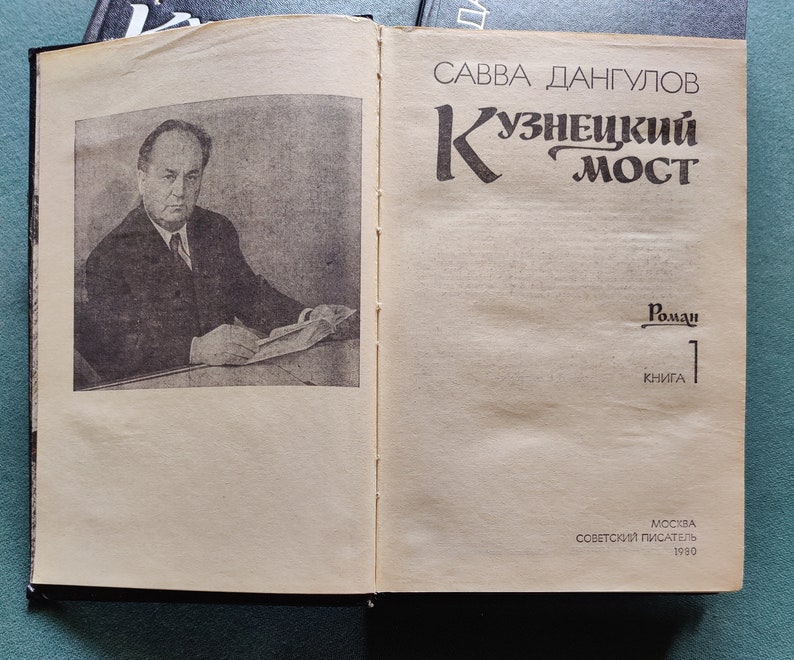 САВВА ДАНГУЛОВ
КУЗНЕЦКИЙ
МОСТ
Роман
КНИГА 1
МОСКВА
СОВЕТСКИЙ ПИСАТЕЛЬ
1980